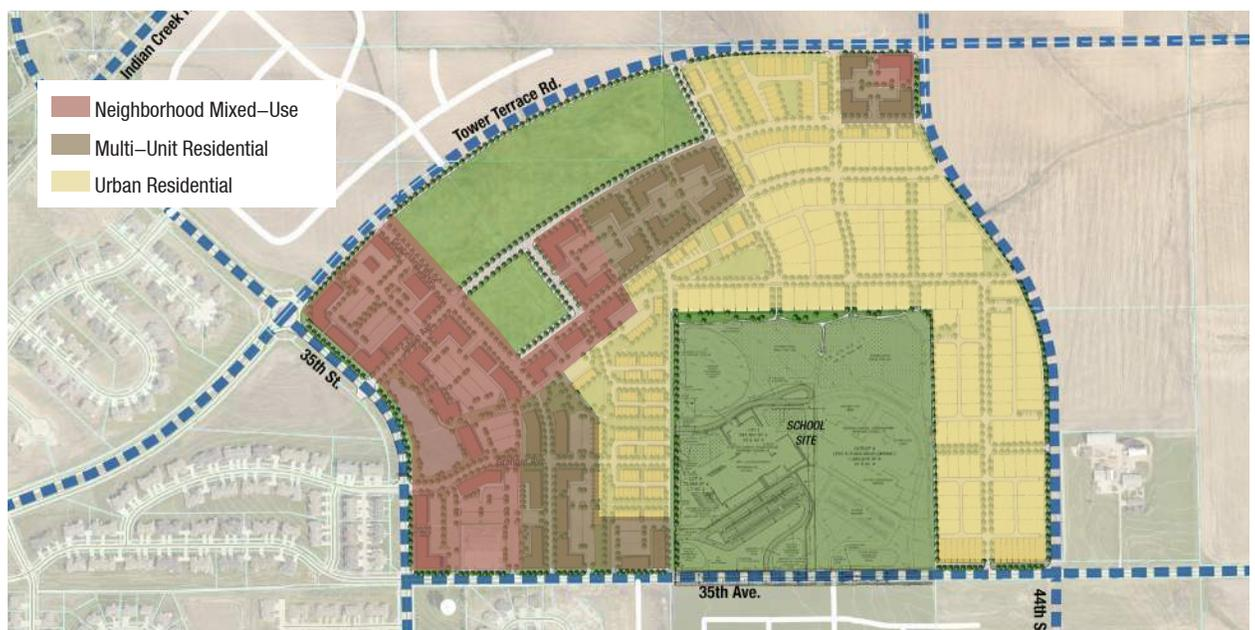 Indian Creek
Tower Terrace Rd.
Neighborhood Mixed–Use
Multi–Unit Residential
Urban Residential
35th St.
SCHOOL
SITE
35th Ave.
44th S